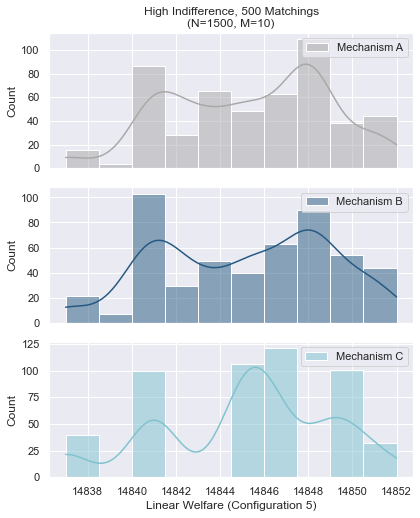 High Indifference, 500 Matchings
(N=1500, M=10)
Mechanism A
100
80
60
40
20
0
Count
Mechanism B
100
80
60
40
20
0
Count
Mechanism C
125
100
75
50
25
0
Count
14838 14840 14842 14844 14846 14848 14850 14852
Linear Welfare (Configuration 5)